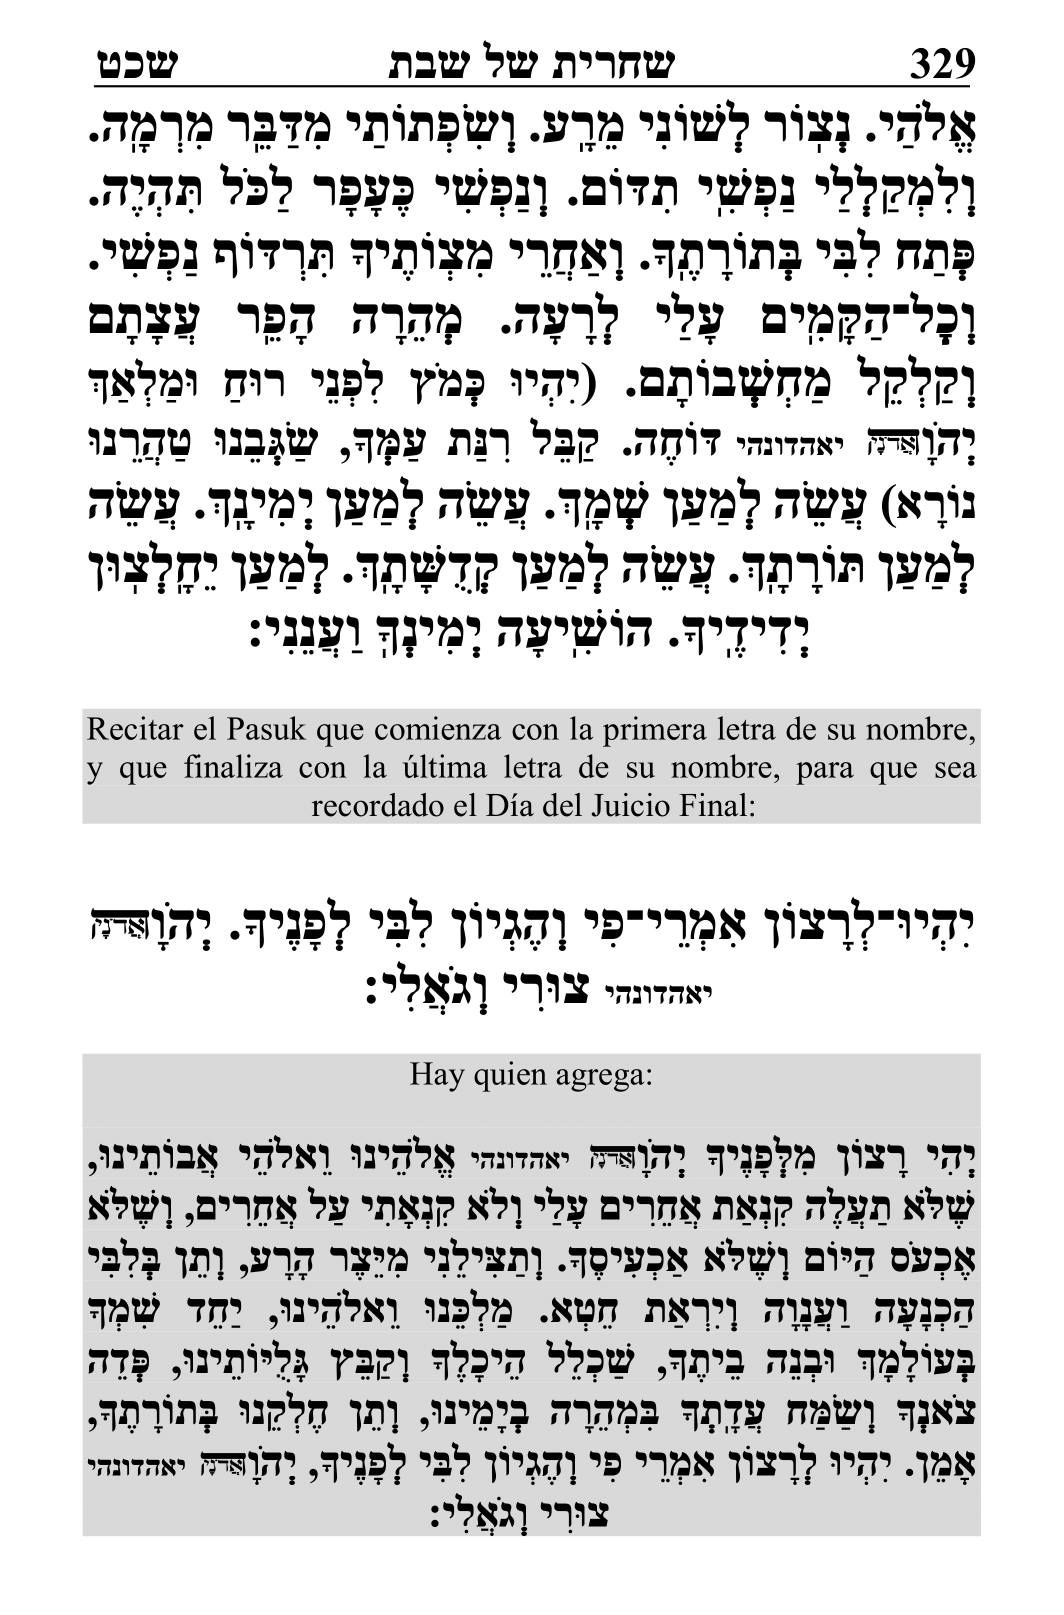 329 שחרית של שבת שכט
אֱלֹהַי. נְצוֹר לְשׁוֹנִי מֵרָע. וְשִׂפְתוֹתַי מִדַּבֵּר מִרְמָה.
וְלִמְקַלְלַי נַפְשִׁי תִדּוֹם. וְנַפְשִׁי כֶּעָפָר לַכֹּל תִּהְיֶה.
פְּתַח לִבִּי בְּתוֹרָתֶךָ. וְאַחֲרֵי מִצְוֹתֶיךָ תִּרְדּוֹף נַפְשִׁי.
וְכָל־הַקָּמִים עָלַי לְרָעָה. מְהֵרָה הָפֵר עֲצָתָם
וְקַלְקֵל מַחְשְׁבוֹתָם. (יִהְיוּ כְּמֹץ לִפְנֵי רוּחַ וּמַלְאַךְ
יְהֹוָה אֲדֹנָי יאהדונהי דּוֹחֶה. קַבֵּל רִנַּת עַמְּךָ, שַׂגְּבֵנוּ טַהֲרֵנוּ
נוֹרָא) עֲשֵׂה לְמַעַן שְׁמָךְ. עֲשֵׂה לְמַעַן יְמִינָךְ. עֲשֵׂה
לְמַעַן תּוֹרָתָךְ. עֲשֵׂה לְמַעַן קְדֻשָּׁתָךְ. לְמַעַן יֵחָלְצוּן
יְדִידֶיךָ. הוֹשִׁיעָה יְמִינְךָ וַעֲנֵנִי:
Recitar el Pasuk que comienza con la primera letra de su nombre,
y que finaliza con la última letra de su nombre, para que sea
recordado el Día del Juicio Final:
יִהְיוּ־לְרָצוֹן אִמְרֵי־פִי וְהֶגְיוֹן לִבִּי לְפָנֶיךָ. יְהֹוָה אֲדֹנָי
יאהדונהי צוּרִי וְגֹאֲלִי:
Hay quien agrega:
יְהִי רָצוֹן מִלְּפָנֶיךָ יְהֹוָה אֲדֹנָי יאהדונהי אֱלֹהֵינוּ וֵאלֹהֵי אֲבוֹתֵינוּ,
שֶׁלֹּא תַעֲלֶה קִנְאַת אֲחֵרִים עָלַי וְלֹא קִנְאָתִי עַל אֲחֵרִים, וְשֶׁלֹּא
אֶכְעֹס הַיּוֹם וְשֶׁלֹּא אַכְעִיסֶךָ. וְתַצִּילֵנִי מִיֵּצֶר הָרָע, וְתֵן בְּלִבִּי
הַכְנָעָה וַעֲנָוָה וְיִרְאַת חֵטְא. מַלְכֵּנוּ וֵאלֹהֵינוּ, יַחֵד שִׁמְךָ
בְּעוֹלָמָךְ וּבְנֵה בֵיתֶךָ, שַׁכְלֵל הֵיכָלֶךָ וְקַבֵּץ גָּלֻיּוֹתֵינוּ, פְּדֵה
צֹאנְךָ וְשַׂמַּח עֲדָתְךָ בִּמְהֵרָה בְיָמֵינוּ, וְתֵן חֶלְקֵנוּ בְּתוֹרָתֶךָ,
אָמֵן. יִהְיוּ לְרָצוֹן אִמְרֵי פִי וְהֶגְיוֹן לִבִּי לְפָנֶיךָ, יְהֹוָה אֲדֹנָי יאהדונהי
צוּרִי וְגֹאֲלִי: